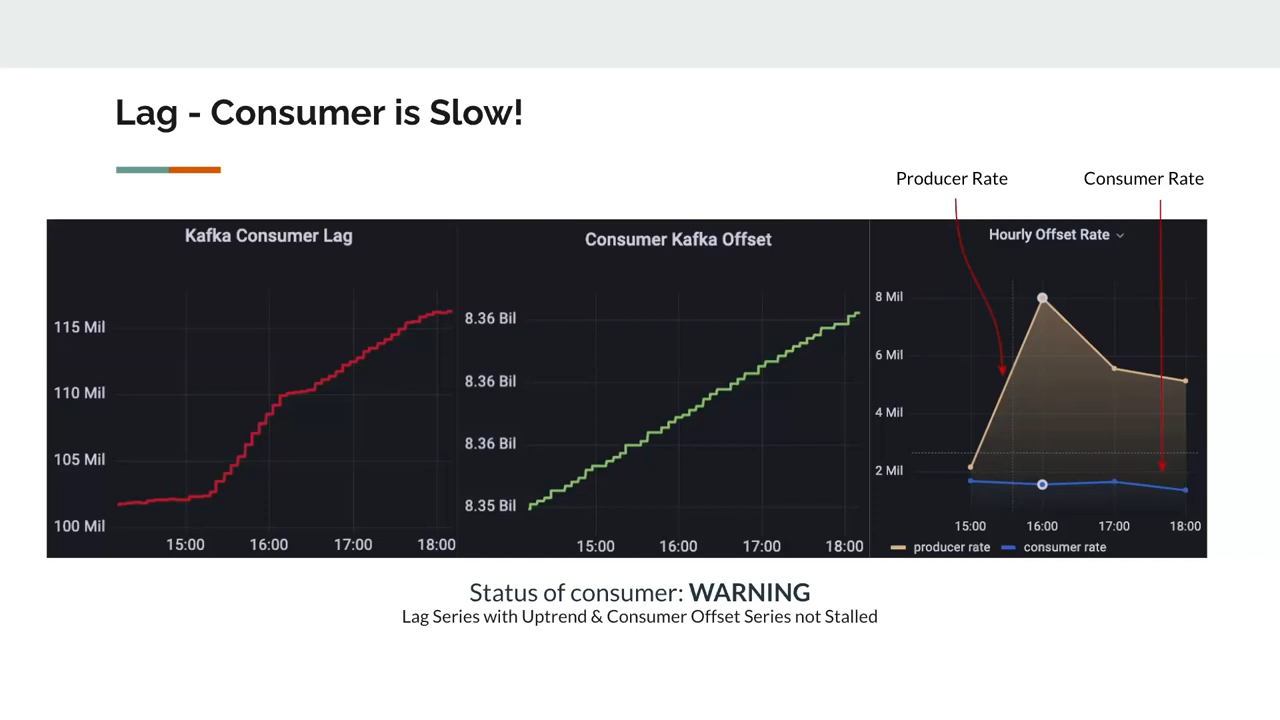 Lag - Consumer is Slow!
Producer Rate
Consumer Rate
Kafka Consumer Lag
115 Mil
110 Mil
105 Mil
100 Mil
15:00
16:00
17:00
18:00
Consumer Kafka Offset
8.36 Bil
8.36 Bil
8.36 Bil
8.35 Bil
15:00
16:00
17:00
18:00
Hourly Offset Rate
8 Mil
6 Mil
4 Mil
2 Mil
15:00
16:00
17:00
18:00
producer rate
consumer rate
Status of consumer: WARNING
Lag Series with Uptrend & Consumer Offset Series not Stalled